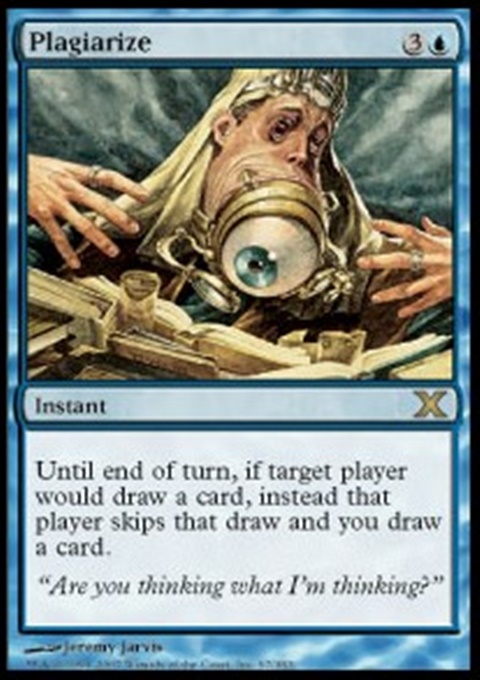 Plagiarize 3
Instant
Until end of turn, if target player
would draw a card, instead that
player skips that draw and you draw
a card.
"Are you thinking what I'm thinking?"
Jeremy Jarvis